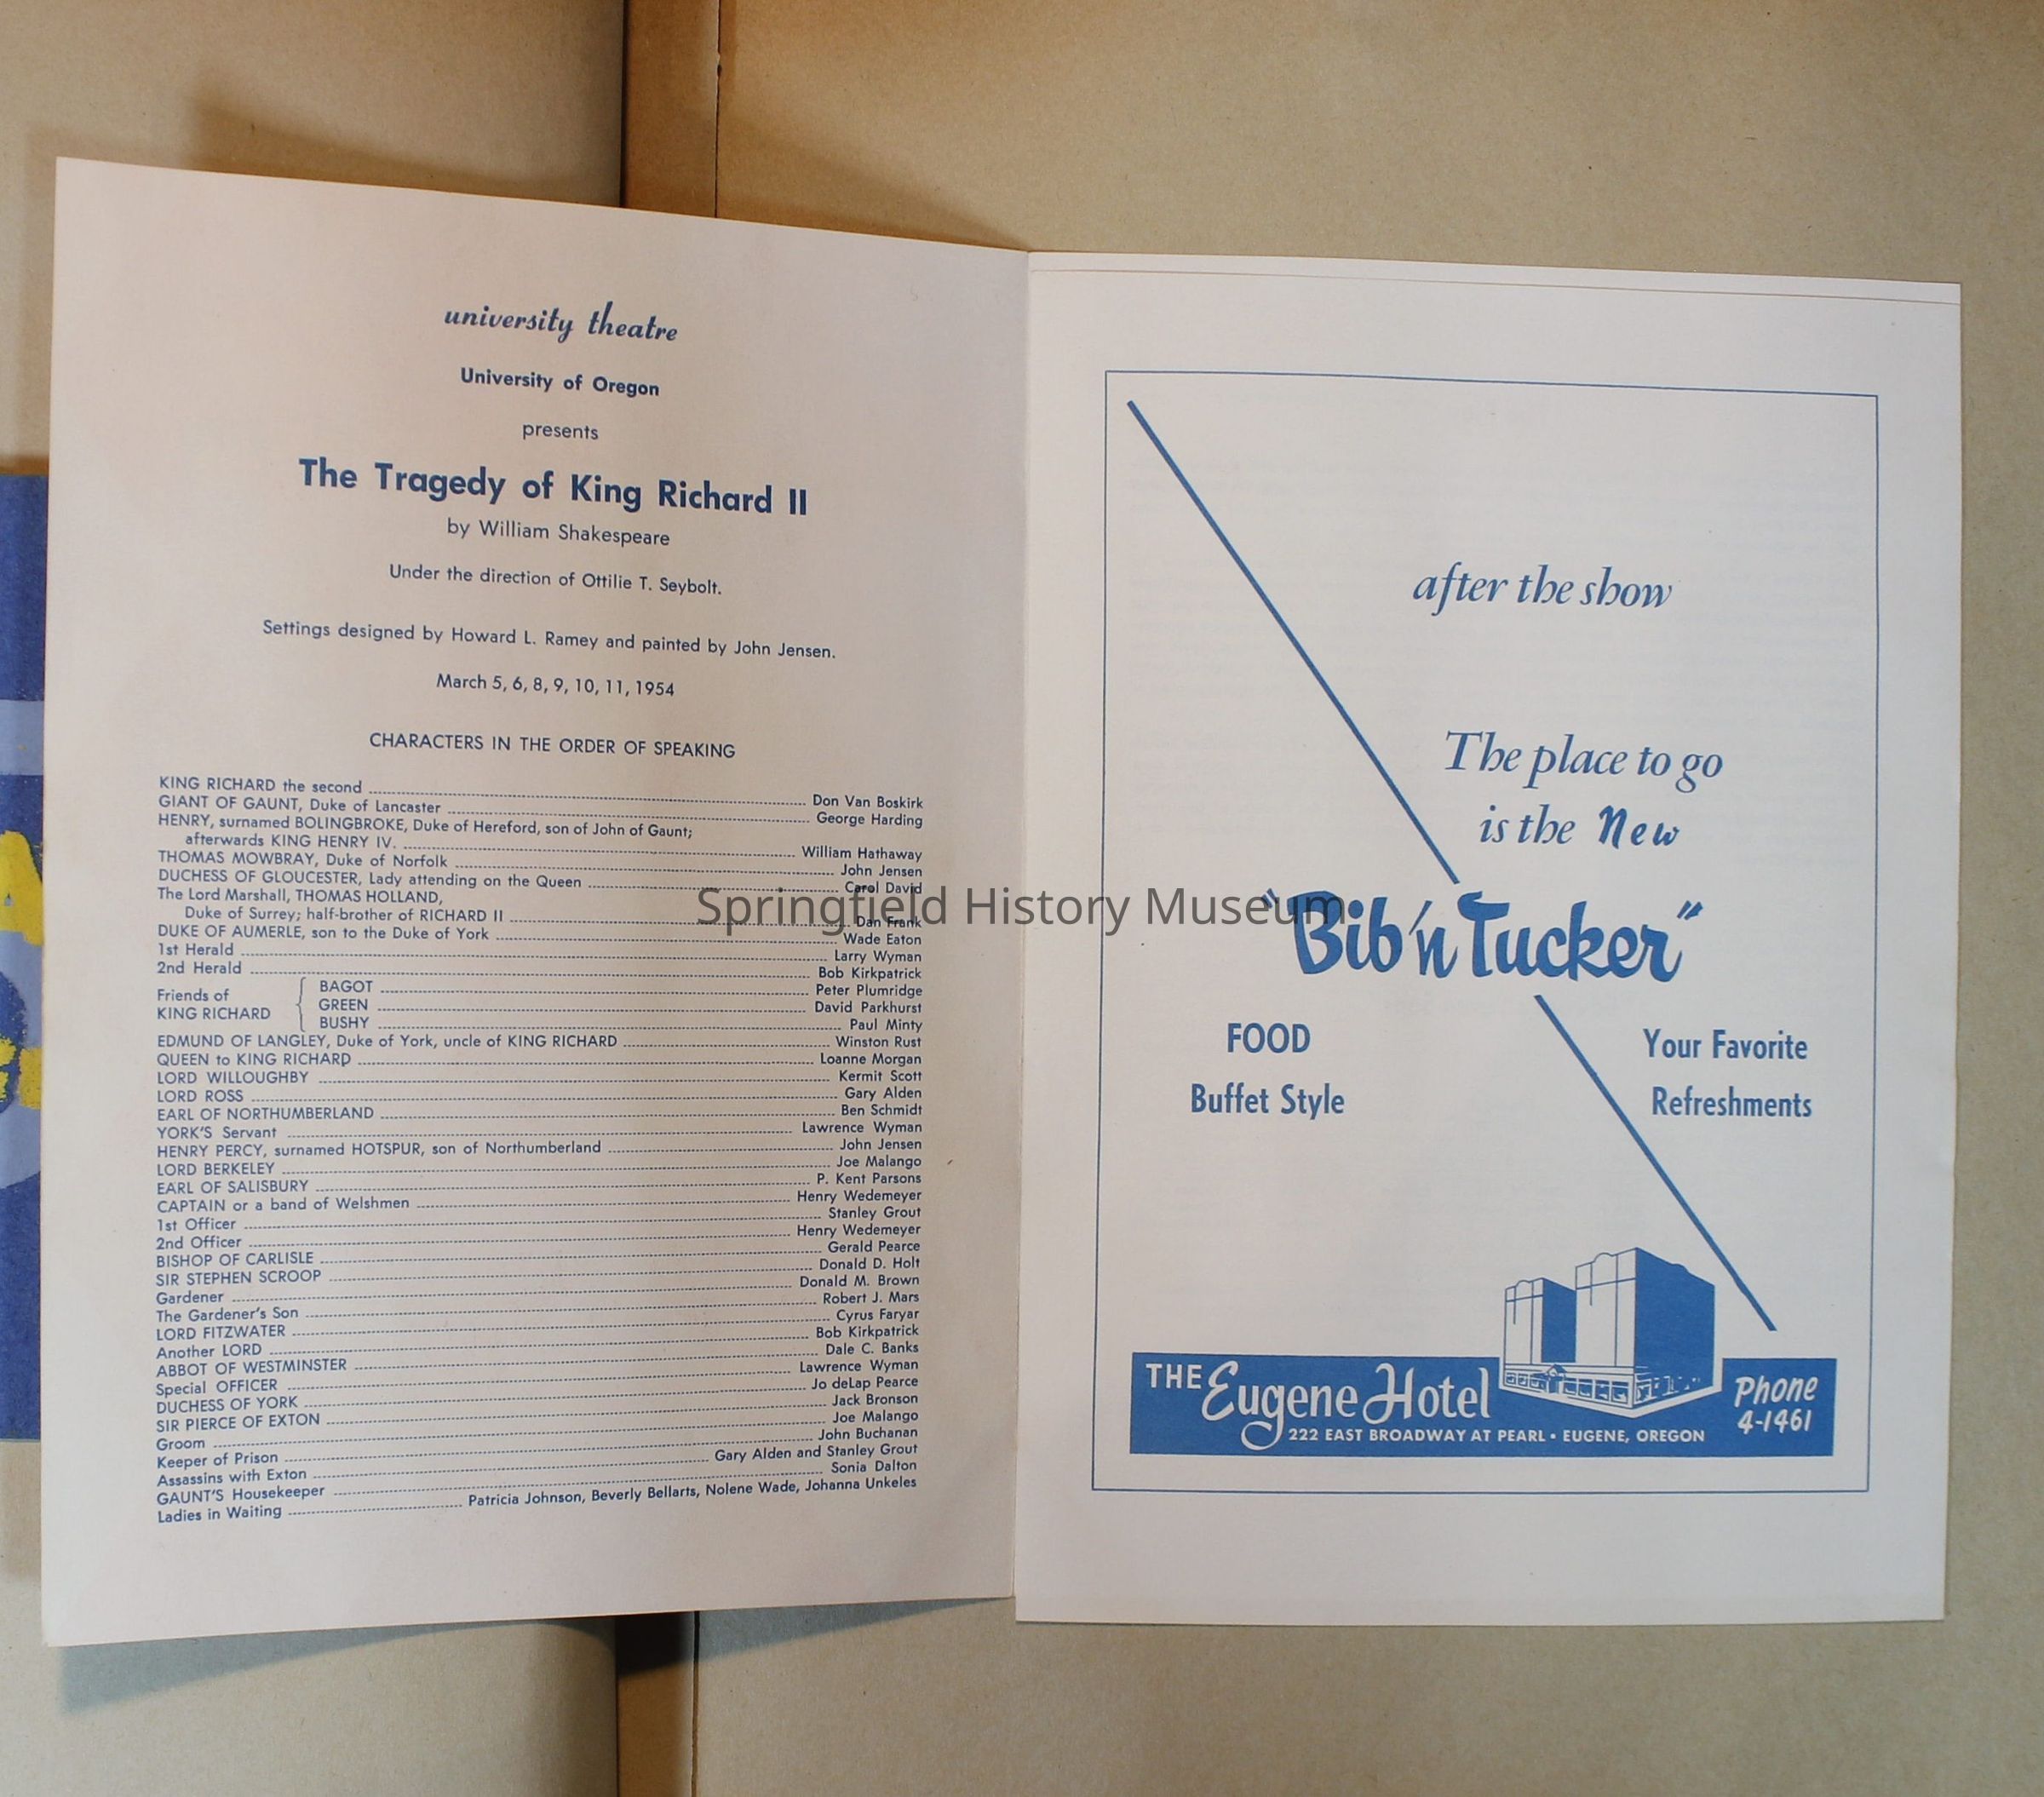 university theatre
University of Oregon
presents
The Tragedy of King Richard II
by William Shakespeare
Under the direction of Ottilie T. Seybolt.
Settings designed by Howard L. Ramey and painted by John Jensen.
March 5, 6, 8, 9, 10, 11, 1954
CHARACTERS IN THE ORDER OF SPEAKING
KING RICHARD the second Don Van Boskirk
GIANT OF GAUNT, Duke of Lancaster George Harding
HENRY, surnamed BOLINGBROKE, Duke of Hereford, son of John of Gaunt;
afterwards KING HENRY IV. William Hathaway
THOMAS MOWBRAY, Duke of Norfolk John Jensen
DUCHESS OF GLOUCESTER, Lady attending on the Queen Carol David
The Lord Marshall, THOMAS HOLLAND,
Duke of Surrey; half-brother of RICHARD II Dan Frank
DUKE OF AUMERLE, son to the Duke of York Wade Eaton
1st Herald Larry Wyman
2nd Herald Bob Kirkpatrick
Friends of KING RICHARD
BAGOT Peter Plumridge
GREEN David Parkhurst
BUSHY Paul Minty
EDMUND OF LANGLEY, Duke of York, uncle of KING RICHARD Winston Rust
QUEEN to KING RICHARD Loanne Morgan
LORD WILLOUGHBY Kermit Scott
LORD ROSS Gary Alden
EARL OF NORTHUMBERLAND Ben Schmidt
YORK'S Servant Lawrence Wyman
HENRY PERCY, surnamed HOTSPUR, son of Northumberland John Jensen
LORD BERKELEY Joe Malango
EARL OF SALISBURY P. Kent Parsons
CAPTAIN or a band of Welshmen Henry Wedemeyer
1st Officer Stanley Grout
2nd Officer Henry Wedemeyer
BISHOP OF CARLISLE Gerald Pearce
SIR STEPHEN SCROOP Donald D. Holt
Gardener Donald M. Brown
The Gardener's Son Robert J. Mars
LORD FITZWATER Cyrus Faryar
Another LORD Bob Kirkpatrick
ABBOT OF WESTMINSTER Dale C. Banks
Special OFFICER Lawrence Wyman
DUCHESS OF YORK Jo deLap Pearce
SIR PIERCE OF EXTON Jack Bronson
Groom Joe Malango
Keeper of Prison John Buchanan
Assassins with Exton Gary Alden and Stanley Grout
GAUNT'S Housekeeper Sonia Dalton
Ladies in Waiting Patricia Johnson, Beverly Bellarts, Nolene Wade, Johanna Unkeles
Springfield History Museum
after the show
The place to go
is the New
"Bib 'n Tucker"
FOOD
Buffet Style
Your Favorite
Refreshments
THE Eugene Hotel
222 EAST BROADWAY AT PEARL • EUGENE, OREGON
Phone
4-1461